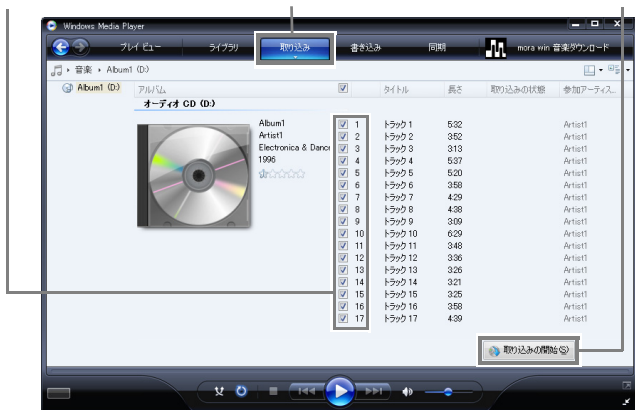 Windows Media Player
プレイ ビュー ライブラリ 取り込み 書き込み 同期 mora win 音楽ダウンロード
音楽 Album1 (D:)
Album1 (D:)
アルバム タイトル 長さ 取り込みの状態 参加アーティス...
オーディオ CD (D:)
Album1
Artist1
Electronica & Dance
1996
1 トラック 1 5:32 Artist1
2 トラック 2 3:52 Artist1
3 トラック 3 3:13 Artist1
4 トラック 4 5:37 Artist1
5 トラック 5 5:20 Artist1
6 トラック 6 3:58 Artist1
7 トラック 7 4:29 Artist1
8 トラック 8 4:38 Artist1
9 トラック 9 3:09 Artist1
10 トラック 10 6:29 Artist1
11 トラック 11 3:48 Artist1
12 トラック 12 3:36 Artist1
13 トラック 13 3:26 Artist1
14 トラック 14 3:21 Artist1
15 トラック 15 3:25 Artist1
16 トラック 16 3:58 Artist1
17 トラック 17 4:39 Artist1
取り込みの開始(S)